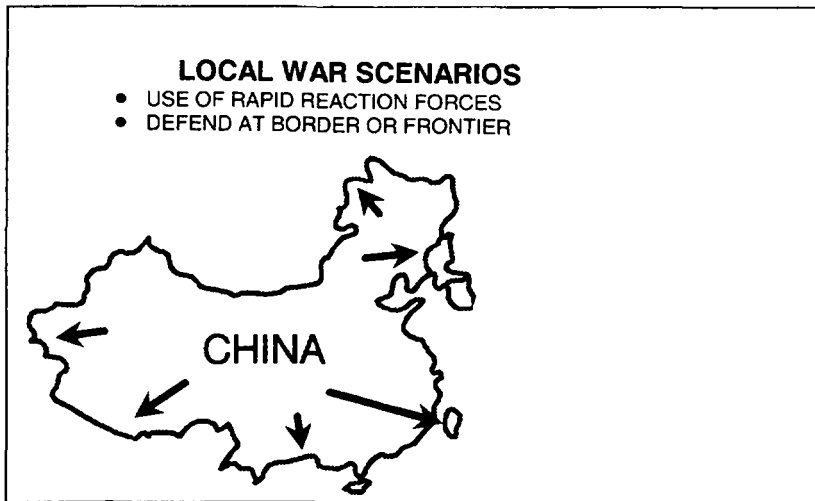 LOCAL WAR SCENARIOS
• USE OF RAPID REACTION FORCES
• DEFEND AT BORDER OR FRONTIER
CHINA